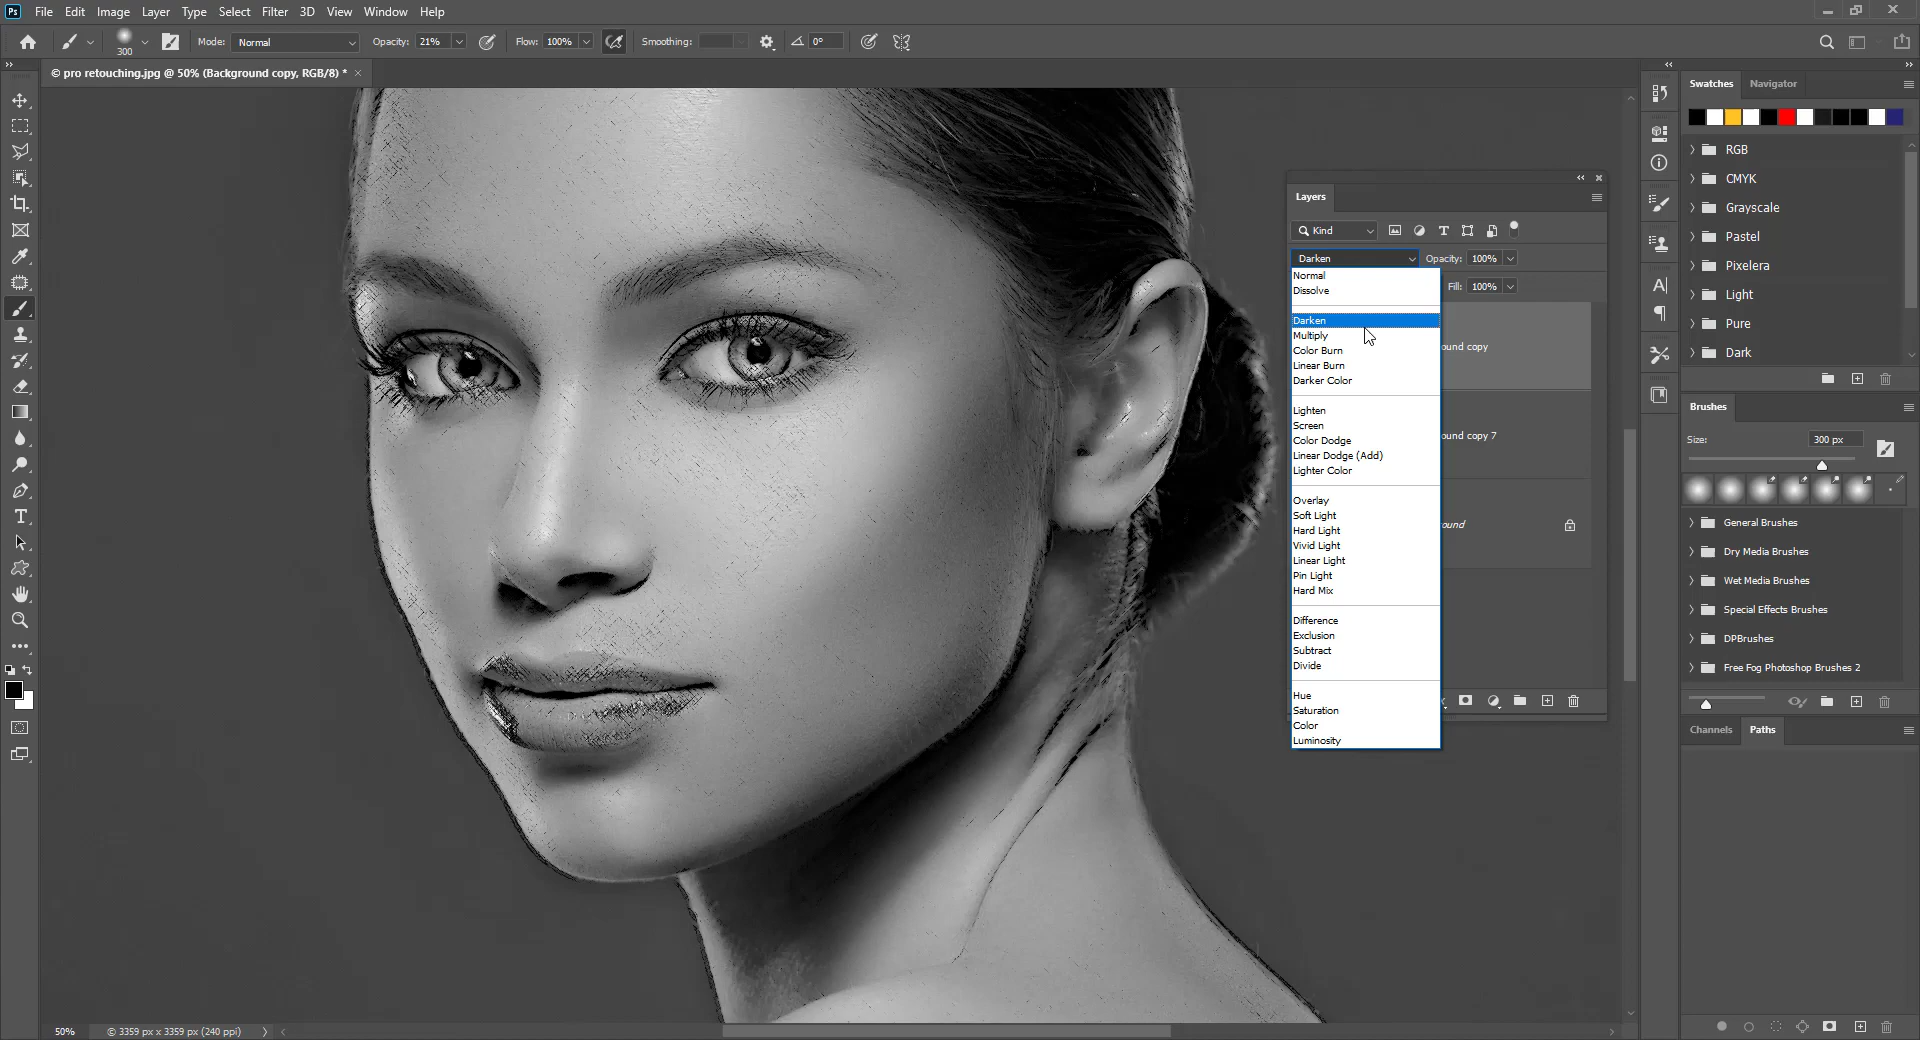 Ps File Edit Image Layer Type Select Filter 3D View Window Help
300 Mode: Normal Opacity: 21% Flow: 100% Smoothing: 0°
© pro retouching.jpg @ 50% (Background copy, RGB/8) * ×
Layers
Kind
Darken Opacity: 100%
Fill: 100%
Normal
Dissolve
Darken
Multiply
Color Burn
Linear Burn
Darker Color
Lighten
Screen
Color Dodge
Linear Dodge (Add)
Lighter Color
Overlay
Soft Light
Hard Light
Vivid Light
Linear Light
Pin Light
Hard Mix
Difference
Exclusion
Subtract
Divide
Hue
Saturation
Color
Luminosity
ound copy
ound copy 7
ound
Swatches Navigator
RGB
CMYK
Grayscale
Pastel
Pixelera
Light
Pure
Dark
Brushes
Size: 300 px
General Brushes
Dry Media Brushes
Wet Media Brushes
Special Effects Brushes
DPBrushes
Free Fog Photoshop Brushes 2
Channels Paths
50% © 3359 px x 3359 px (240 ppi)